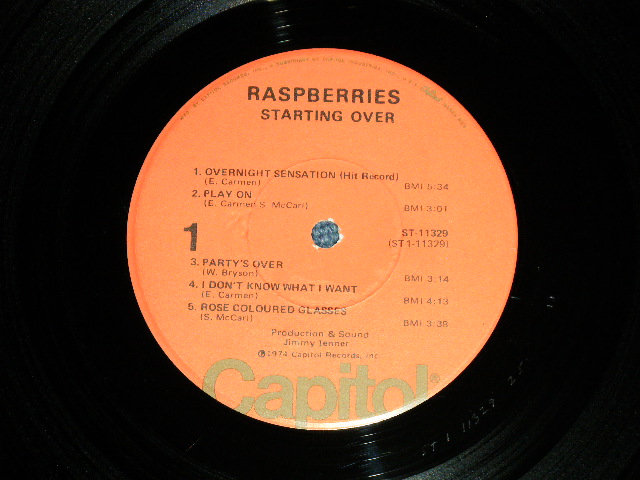 RASPBERRIES
STARTING OVER
1. OVERNIGHT SENSATION (Hit Record)
(E. Carmen) BMI 5:34
2. PLAY ON
(E. Carmen-S. McCarl) BMI 3:01
1
ST-11329
(ST 1-11329)
3. PARTY'S OVER
(W. Bryson) BMI 3:14
4. I DON'T KNOW WHAT I WANT
(E. Carmen) BMI 4:13
5. ROSE COLOURED GLASSES
(S. McCarl) BMI 3:38
Production & Sound
Jimmy Ienner
℗1974 Capitol Records, Inc.
Capitol®